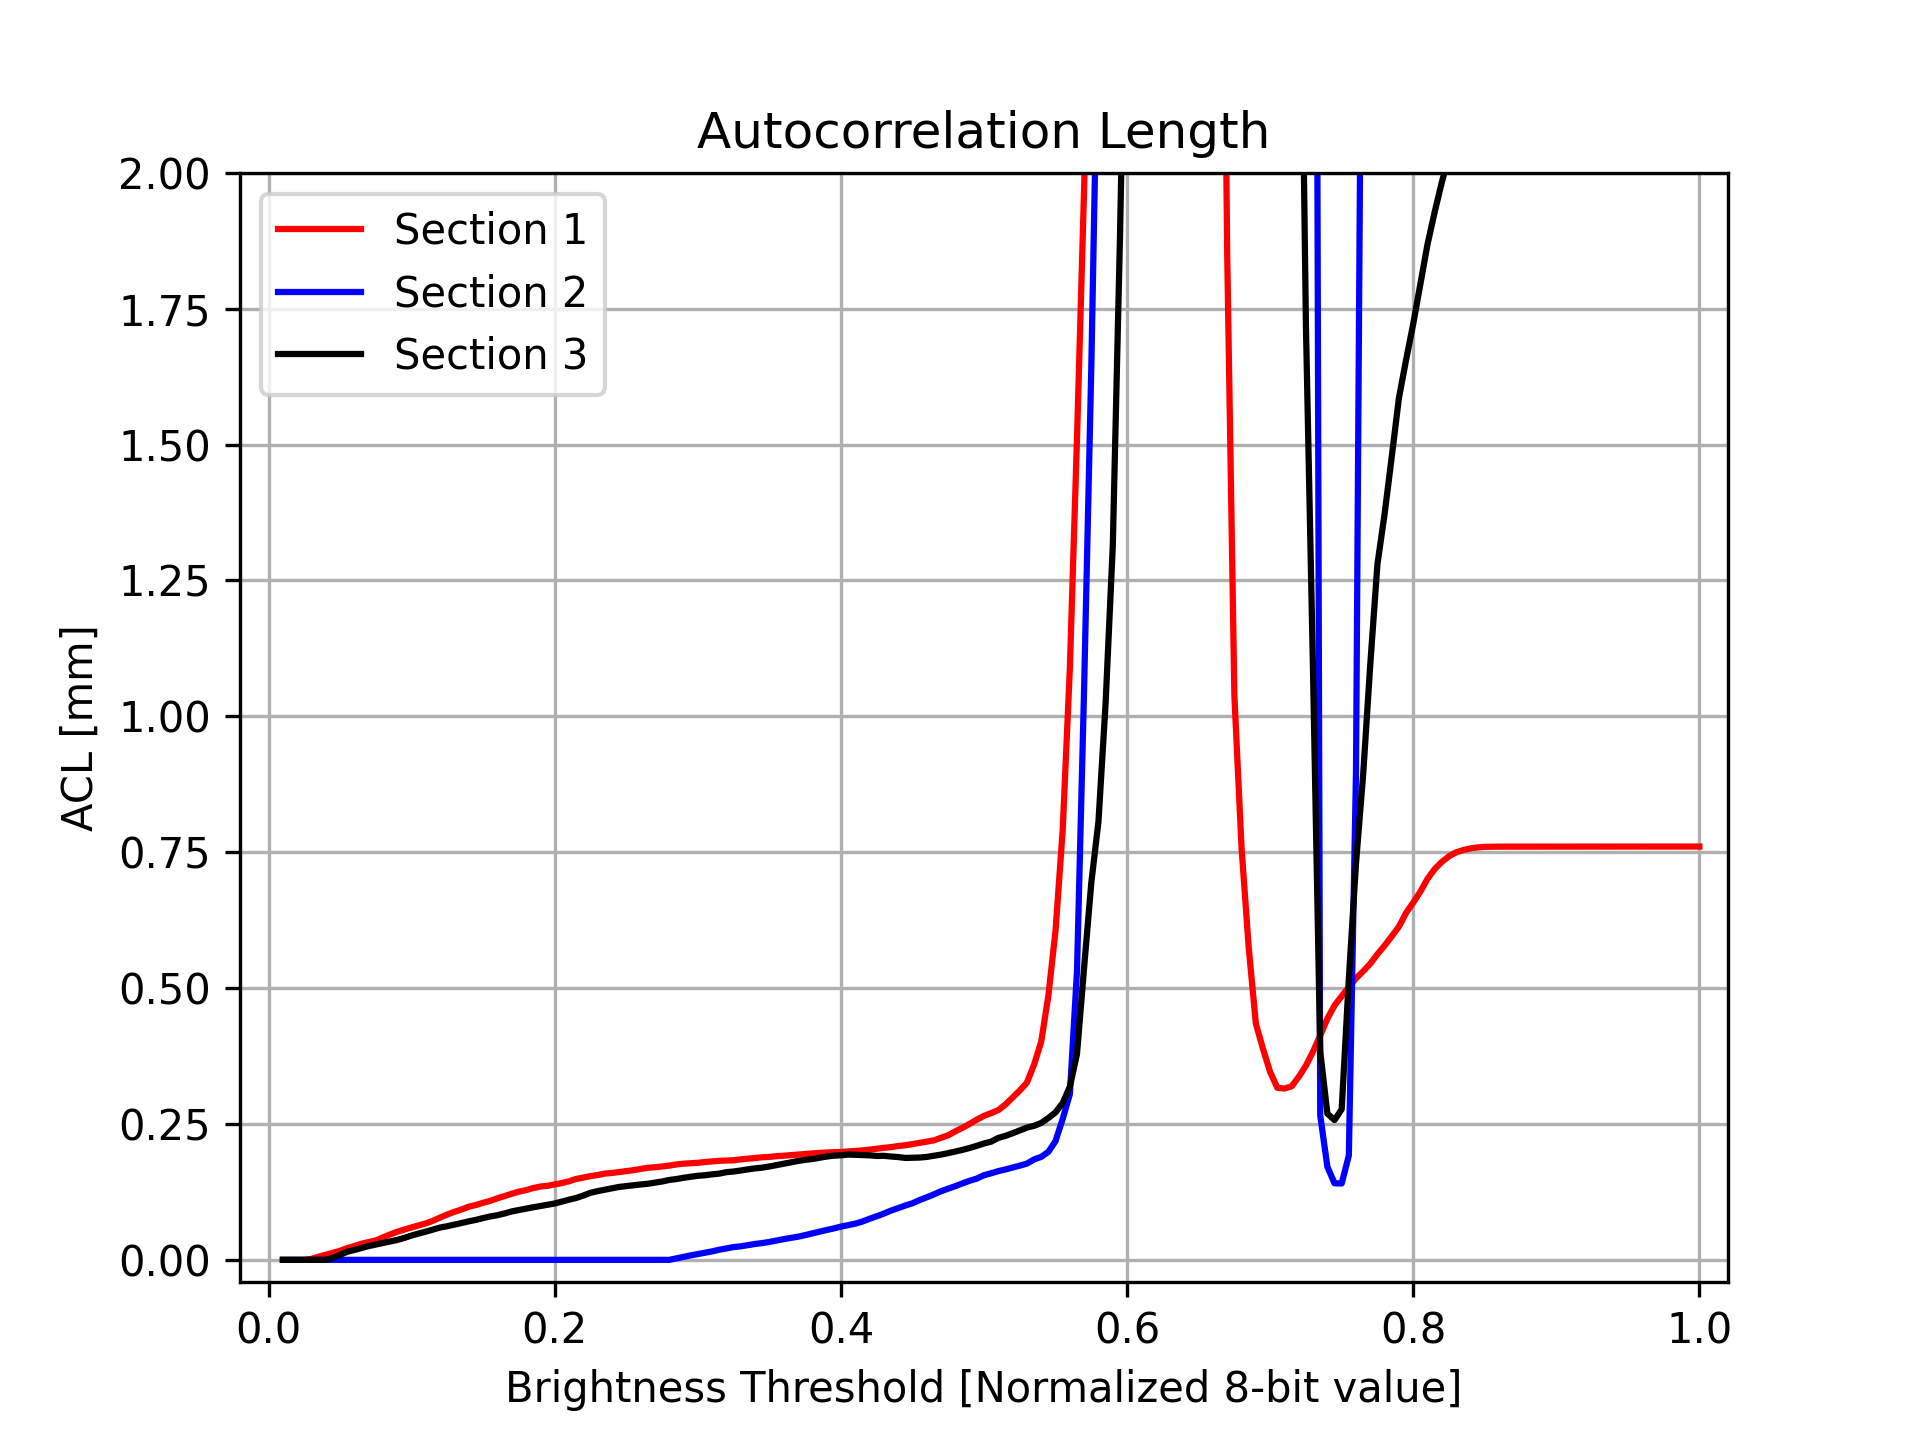 Autocorrelation Length
2.00
1.75
1.50
1.25
1.00
0.75
0.50
0.25
0.00
ACL [mm]
Section 1
Section 2
Section 3
0.0 0.2 0.4 0.6 0.8 1.0
Brightness Threshold [Normalized 8-bit value]